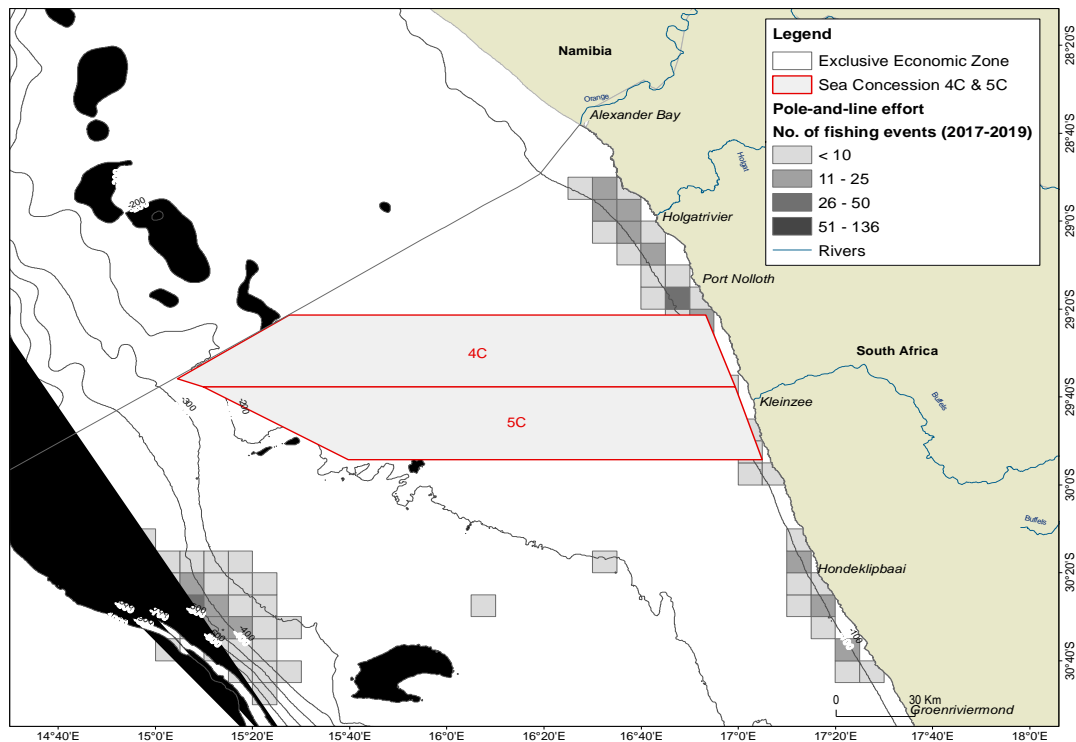 Namibia
Orange
Alexander Bay
Holgat
Holgatrivier
Port Nolloth
South Africa
Kleinzee
Buffels
Buffels
Hondeklipbaai
Groenriviermond
4C
5C
-200
-300
-400
-100
0 30 Km
Legend
Exclusive Economic Zone
Sea Concession 4C & 5C
Pole-and-line effort
No. of fishing events (2017-2019)
< 10
11 - 25
26 - 50
51 - 136
Rivers
28°20'S
28°40'S
29°0'S
29°20'S
29°40'S
30°0'S
30°20'S
30°40'S
14°40'E
15°0'E
15°20'E
15°40'E
16°0'E
16°20'E
16°40'E
17°0'E
17°20'E
17°40'E
18°0'E